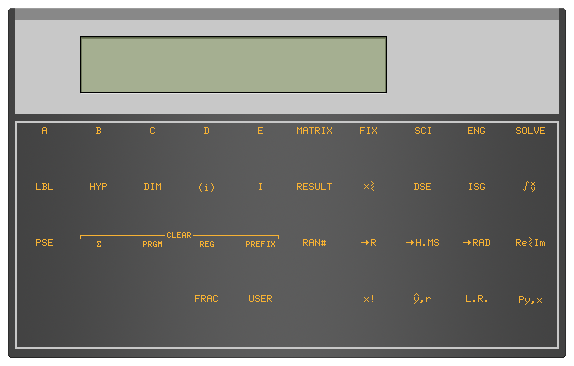 A B C D E MATRIX FIX SCI ENG SOLVE
LBL HYP DIM (i) I RESULT x≷ DSE ISG ∫xy
CLEAR
PSE Σ PRGM REG PREFIX RAN# →R →H.MS →RAD Re≷Im
FRAC USER x! ŷ,r L.R. Py,x